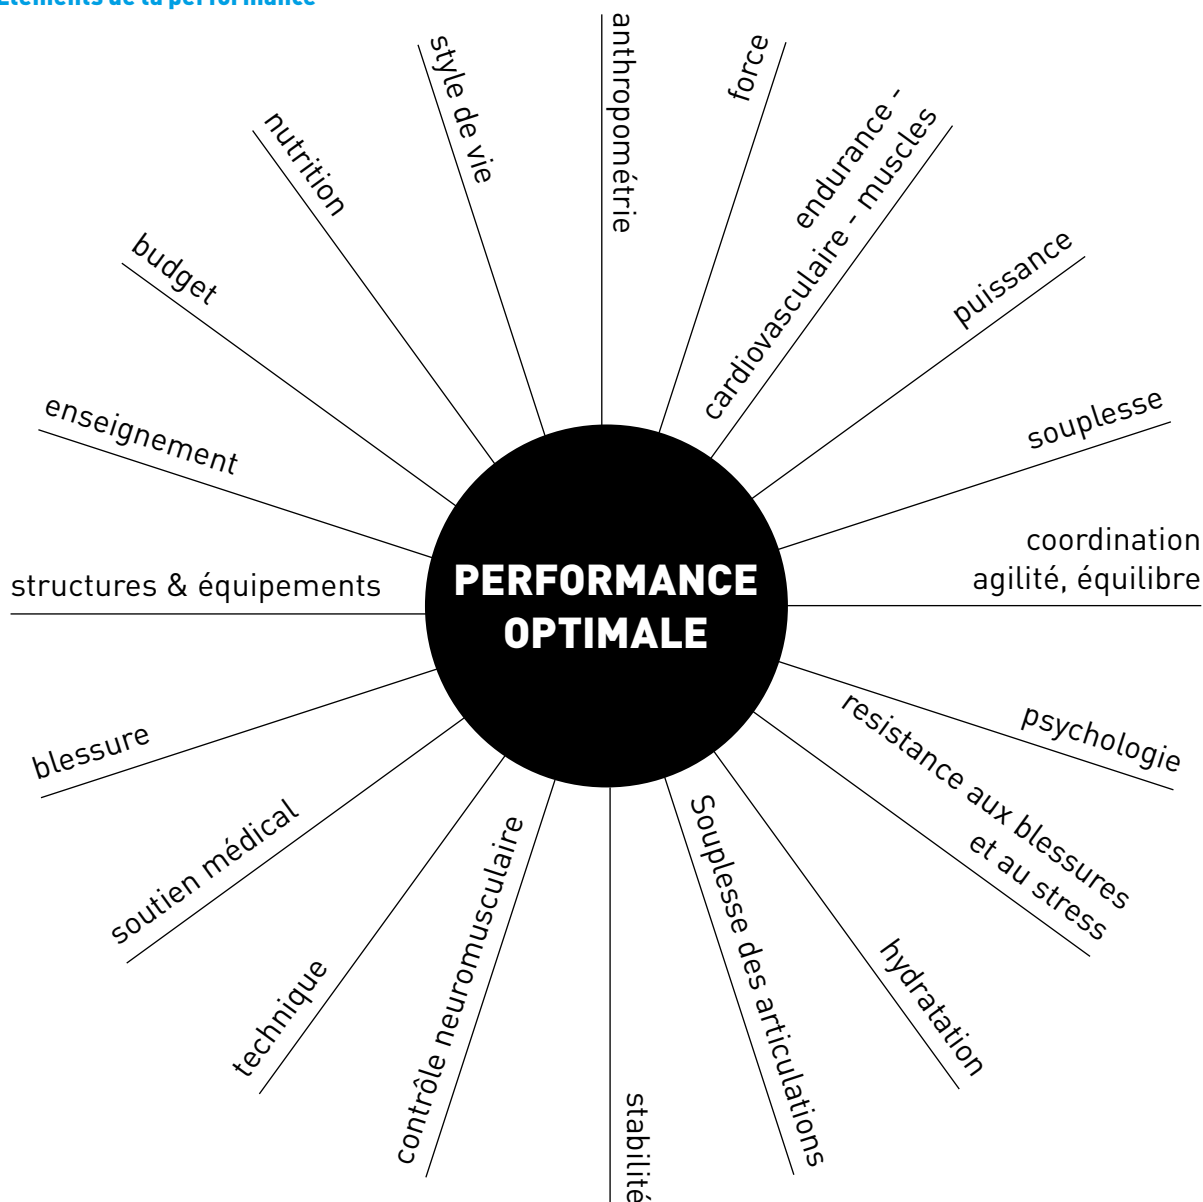 Éléments de la performance
anthropométrie
force
endurance -
cardiovasculaire - muscles
puissance
souplesse
coordination
agilité, équilibre
psychologie
resistance aux blessures
et au stress
hydratation
Souplesse des articulations
stabilité
contrôle neuromusculaire
technique
soutien médical
blessure
structures & équipements
enseignement
budget
nutrition
style de vie
PERFORMANCE
OPTIMALE